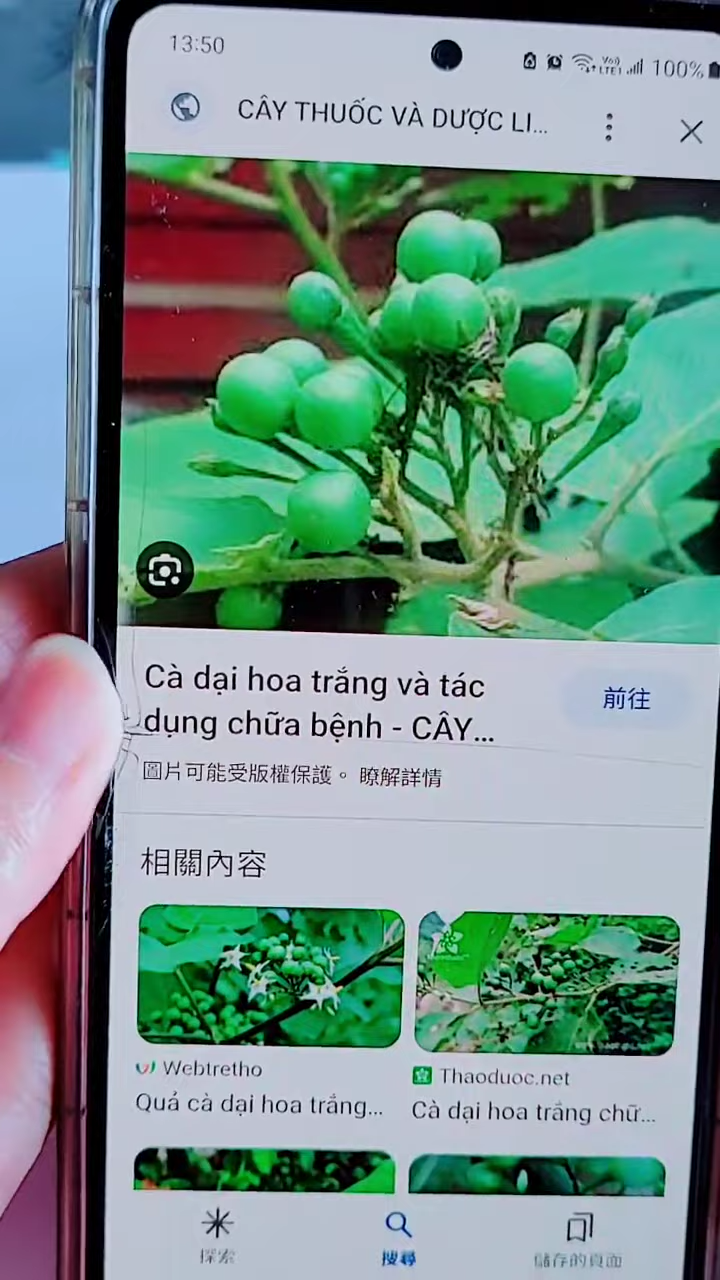 13:50
100%
CÂY THUỐC VÀ DƯỢC LI...
Cà dại hoa trắng và tác
dụng chữa bệnh - CÂY...
前往
圖片可能受版權保護。 瞭解詳情
相關內容
Webtretho
Quả cà dại hoa trắng...
Thaoduoc.net
Cà dại hoa trắng chữ...
探索
搜尋
儲存的頁面